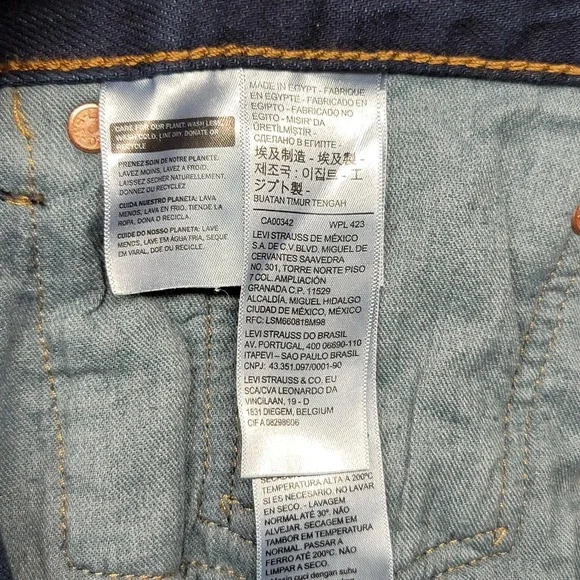 CARE FOR OUR PLANET: WASH LESS,
WASH COLD, LINE DRY, DONATE OR
RECYCLE
PRENEZ SOIN DE NOTRE PLANETE:
LAVEZ MOINS, LAVEZ A FROID,
LAISSEZ SECHER NATURELLEMENT,
DONNEZ OU RECYCLEZ
CUIDA NUESTRO PLANETA: LAVA
MENOS, LAVA EN FRIO, TIENDE LA
ROPA, DONA O RECICLA.
CUIDE DO NOSSO PLANETA: LAVE
MENOS, LAVE EM ÁGUA FRIA, SEQUE
EM VARAL, DOE OU RECICLE.
MADE IN EGYPT - FABRIQUE
EN EGYPTE - FABRICADO EN
EGIPTO - FABRICADO NO
EGITO - MISIR'DA
ÜRETİLMİŞTİR -
СДЕЛАНО В ЕГИПТЕ
埃及制造 - 埃及製 -
제조국: 이집트 - エ
ジプト製 -
BUATAN TIMUR TENGAH
CA00342 WPL 423
LEVI STRAUSS DE MÉXICO
S.A. DE C.V. BLVD. MIGUEL DE
CERVANTES SAAVEDRA
NO. 301, TORRE NORTE PISO
7 COL. AMPLIACIÓN
GRANADA C.P. 11529
ALCALDÍA. MIGUEL HIDALGO
CIUDAD DE MÉXICO, MÉXICO
RFC: LSM660818M98
LEVI STRAUSS DO BRASIL
AV. PORTUGAL, 400 06690-110
ITAPEVI – SAO PAULO BRASIL
CNPJ: 43.351.097/0001-90
LEVI STRAUSS & CO. EU
SCA/CVA LEONARDO DA
VINCILAAN, 19 - D
1831 DIEGEM, BELGIUM
CIF A 08298606
TEMPERATURA ALTA A 200ºC
SI ES NECESARIO. NO LAVAR
EN SECO. - LAVAGEM
NORMAL ATÉ 30º. NÃO
ALVEJAR. SECAGEM EM
TAMBOR EM TEMPERATURA
NORMAL. PASSAR A
FERRO ATÉ 200ºC. NÃO
LIMPAR A SECO.
cuci dengan suhu